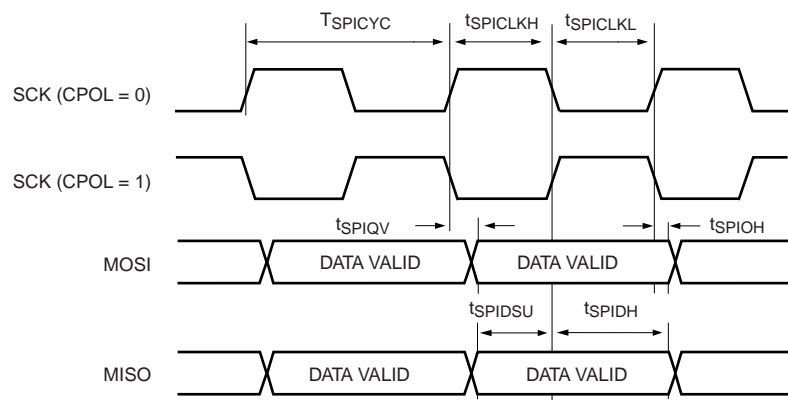 TSPICYC tSPICLKH tSPICLKL
SCK (CPOL = 0)
SCK (CPOL = 1)
tSPIQV tSPIOH
MOSI DATA VALID DATA VALID
tSPIDSU tSPIDH
MISO DATA VALID DATA VALID